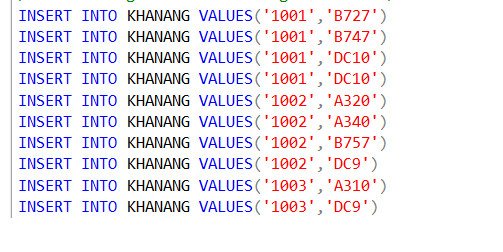 INSERT INTO KHANANG VALUES('1001','B727')
INSERT INTO KHANANG VALUES('1001','B747')
INSERT INTO KHANANG VALUES('1001','DC10')
INSERT INTO KHANANG VALUES('1001','DC10')
INSERT INTO KHANANG VALUES('1002','A320')
INSERT INTO KHANANG VALUES('1002','A340')
INSERT INTO KHANANG VALUES('1002','B757')
INSERT INTO KHANANG VALUES('1002','DC9')
INSERT INTO KHANANG VALUES('1003','A310')
INSERT INTO KHANANG VALUES('1003','DC9')